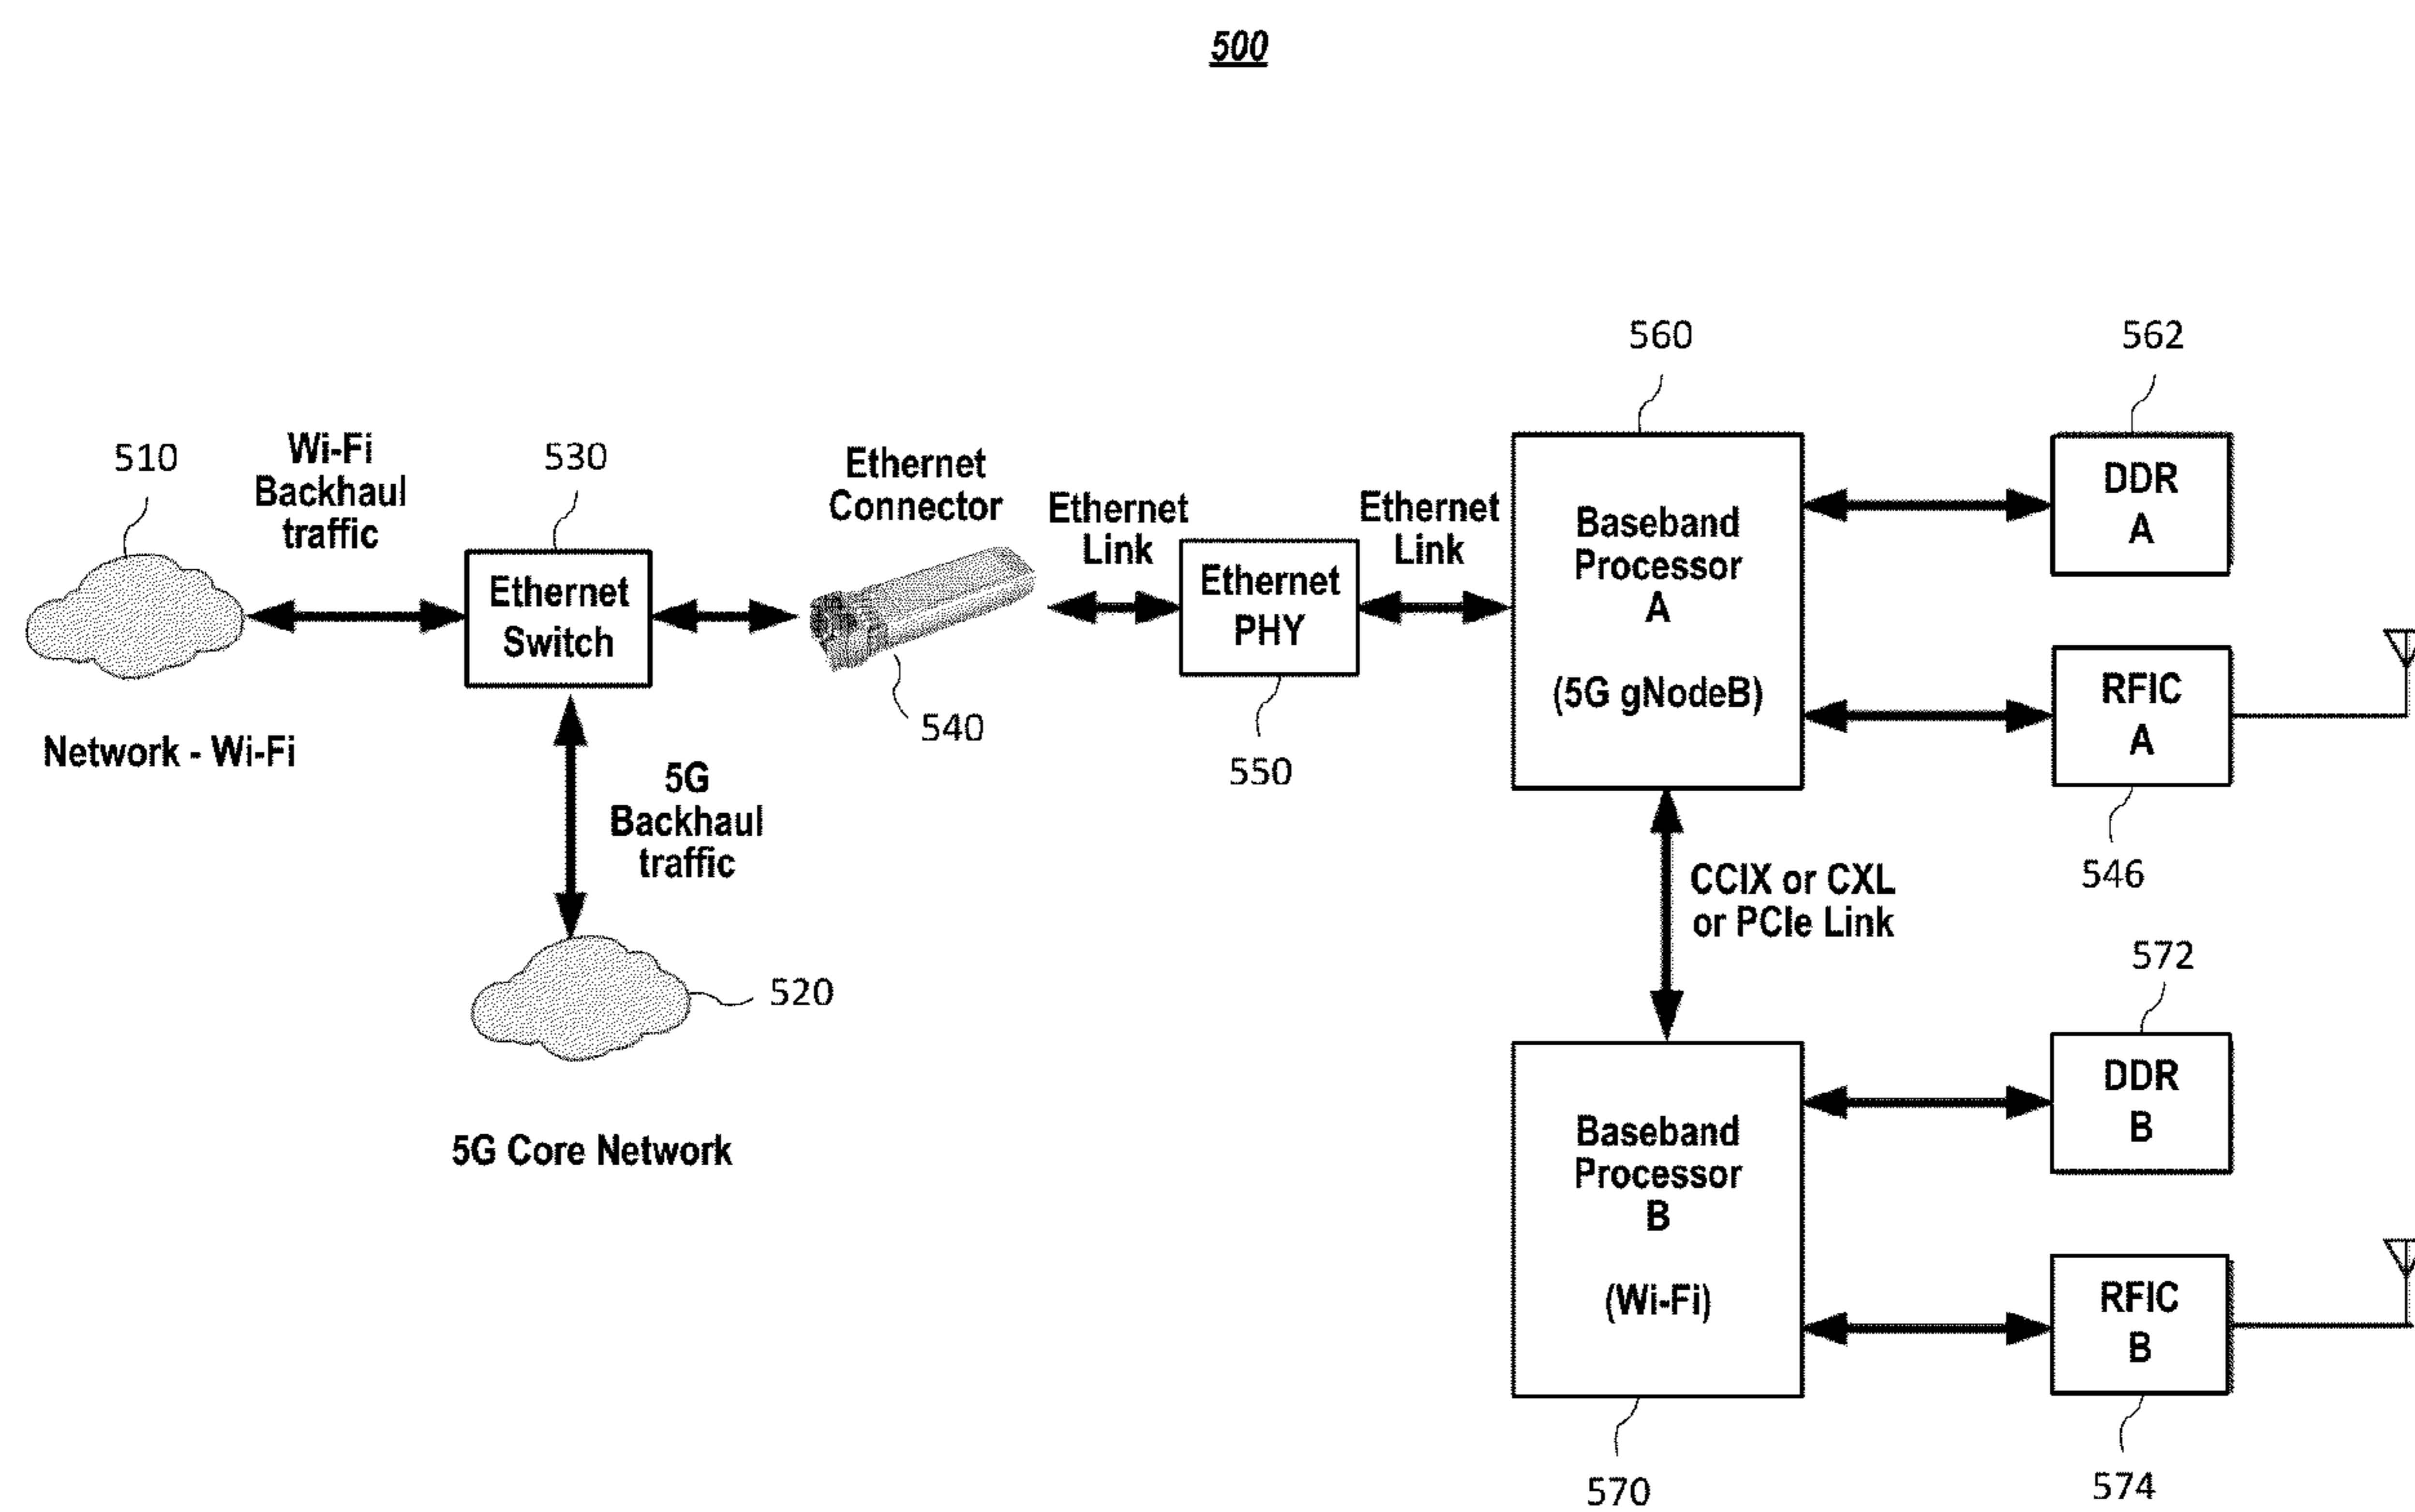 500
560
562
510
Wi-Fi
Backhaul
traffic
530
Ethernet
Connector
Ethernet
Link
Ethernet
Link
Ethernet
Switch
Ethernet
PHY
Baseband
Processor
A
(5G gNodeB)
DDR
A
RFIC
A
Network - Wi-Fi
540
550
546
5G
Backhaul
traffic
CCIX or CXL
or PCIe Link
520
572
5G Core Network
Baseband
Processor
B
(Wi-Fi)
DDR
B
RFIC
B
570
574